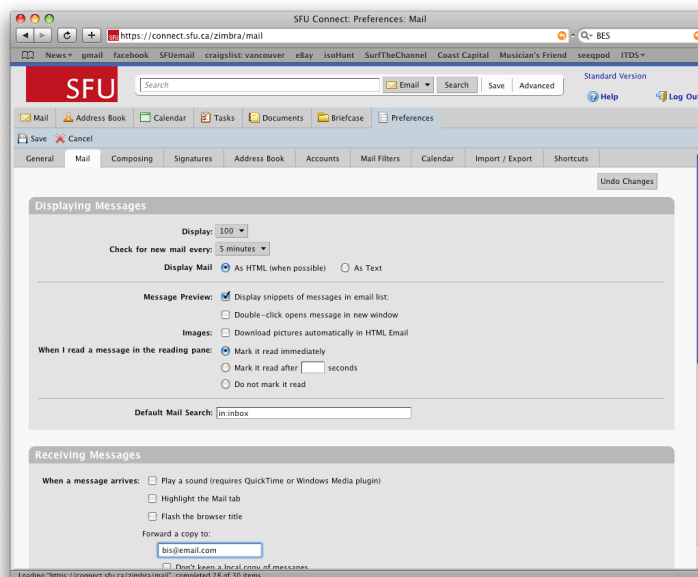 SFU Connect: Preferences: Mail
SFU https://connect.sfu.ca/zimbra/mail BES
News gmail facebook SFUemail craigslist: vancouver eBay isoHunt SurfTheChannel Coast Capital Musician's Friend seeqpod ITDS
SFU Search Email Search Save Advanced Standard Version
Help Log Out
Mail Address Book Calendar Tasks Documents Briefcase Preferences
Save Cancel
General Mail Composing Signatures Address Book Accounts Mail Filters Calendar Import / Export Shortcuts
Undo Changes
Displaying Messages
Display: 100
Check for new mail every: 5 minutes
Display Mail As HTML (when possible) As Text
Message Preview: Display snippets of messages in email list:
Double-click opens message in new window
Images: Download pictures automatically in HTML Email
When I read a message in the reading pane: Mark it read immediately
Mark it read after seconds
Do not mark it read
Default Mail Search: in:inbox
Receiving Messages
When a message arrives: Play a sound (requires QuickTime or Windows Media plugin)
Highlight the Mail tab
Flash the browser title
Forward a copy to:
bis@email.com
Don't keep a local copy of messages
Loading "https://connect.sfu.ca/zimbra/mail", completed 28 of 30 items